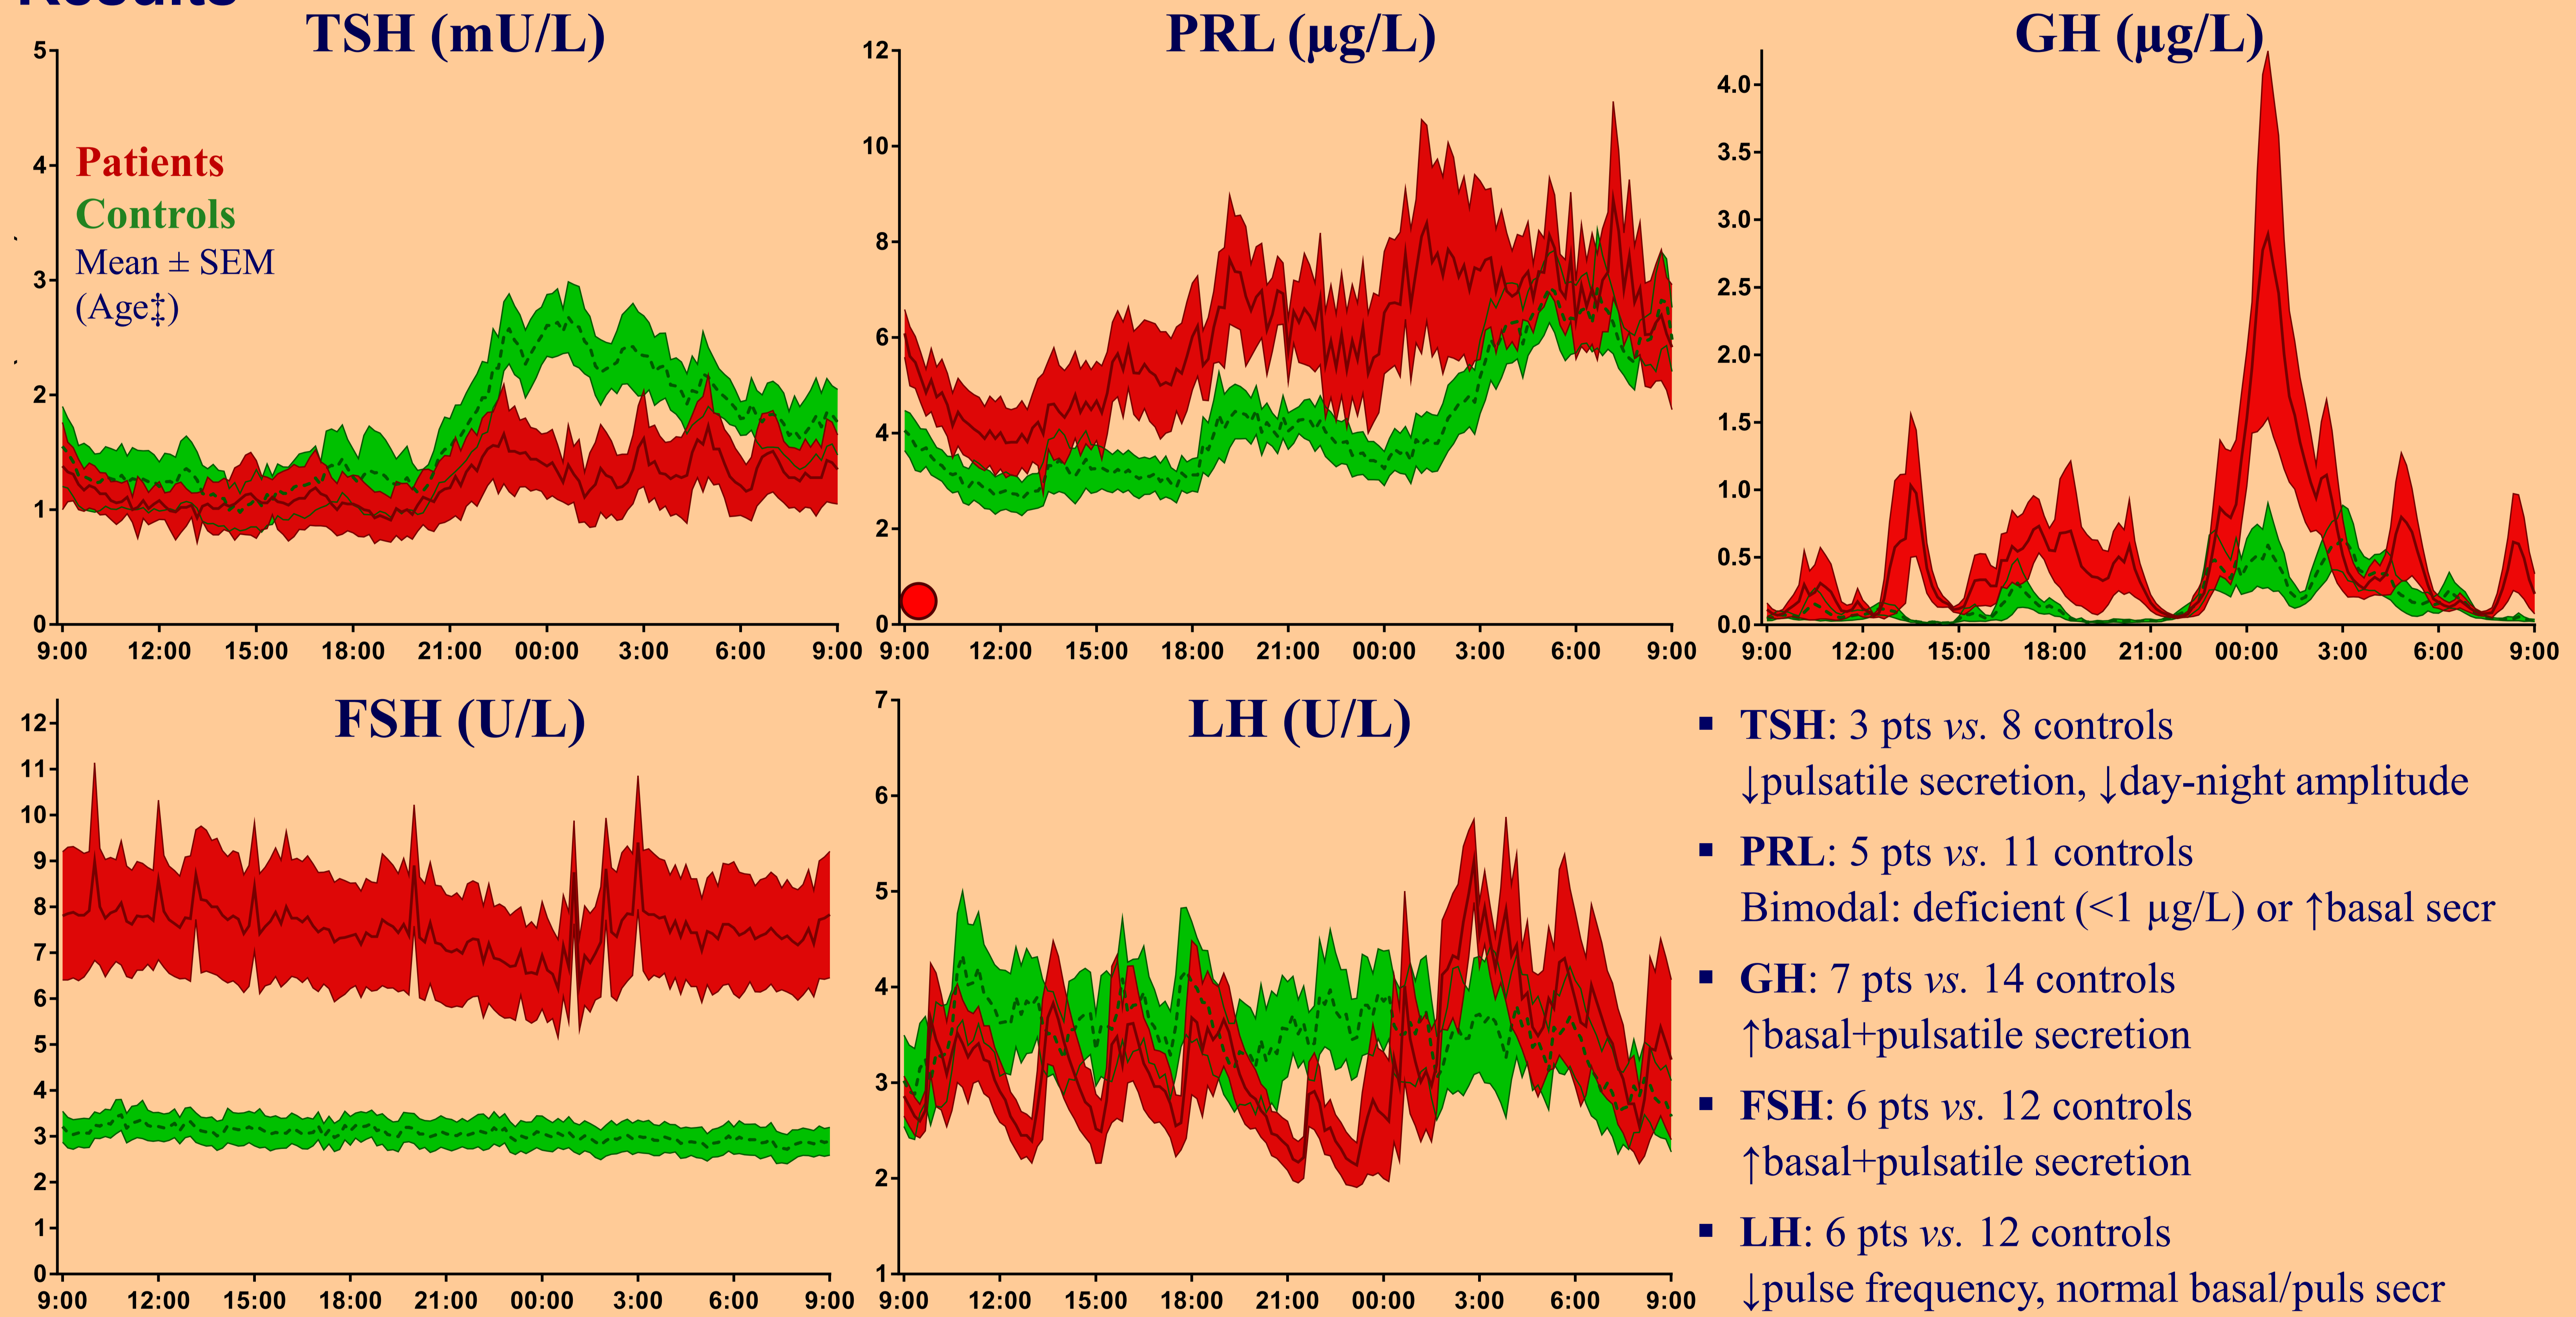 Results
TSH (mU/L)
5
4
3
2
1
0
Patients
Controls
Mean ± SEM
(Age‡)
9:00 12:00 15:00 18:00 21:00 00:00 3:00 6:00 9:00
PRL (µg/L)
12
10
8
6
4
2
0
9:00 12:00 15:00 18:00 21:00 00:00 3:00 6:00 9:00
GH (µg/L)
4.0
3.5
3.0
2.5
2.0
1.5
1.0
0.5
0.0
9:00 12:00 15:00 18:00 21:00 00:00 3:00 6:00 9:00
FSH (U/L)
12
11
10
9
8
7
6
5
4
3
2
1
0
9:00 12:00 15:00 18:00 21:00 00:00 3:00 6:00 9:00
LH (U/L)
7
6
5
4
3
2
1
9:00 12:00 15:00 18:00 21:00 00:00 3:00 6:00 9:00
▪ TSH: 3 pts vs. 8 controls
↓pulsatile secretion, ↓day-night amplitude
▪ PRL: 5 pts vs. 11 controls
Bimodal: deficient (<1 µg/L) or ↑basal secr
▪ GH: 7 pts vs. 14 controls
↑basal+pulsatile secretion
▪ FSH: 6 pts vs. 12 controls
↑basal+pulsatile secretion
▪ LH: 6 pts vs. 12 controls
↓pulse frequency, normal basal/puls secr